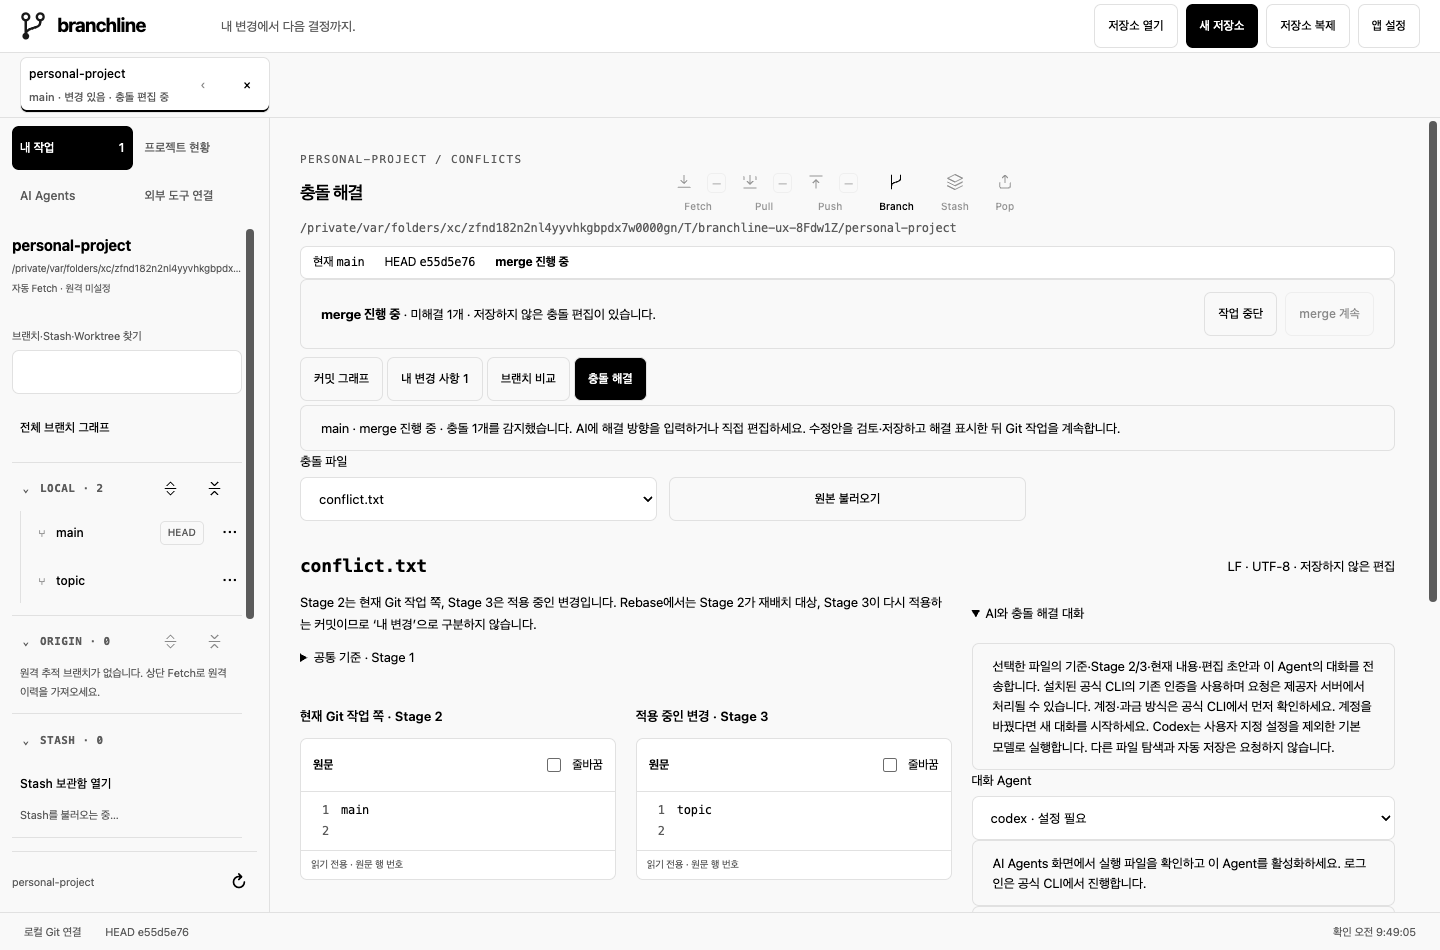 branchline
내 변경에서 다음 결정까지.
저장소 열기
새 저장소
저장소 복제
앱 설정
personal-project
main · 변경 있음 · 충돌 편집 중
‹
×
내 작업 1
프로젝트 현황
AI Agents
외부 도구 연결
personal-project
/private/var/folders/xc/zfnd182n2nl4yyvhkgbpdx...
자동 Fetch · 원격 미설정
브랜치·Stash·Worktree 찾기
전체 브랜치 그래프
LOCAL · 2
main HEAD ···
topic ···
ORIGIN · 0
원격 추적 브랜치가 없습니다. 상단 Fetch로 원격
이력을 가져오세요.
STASH · 0
Stash 보관함 열기
Stash를 불러오는 중...
personal-project
PERSONAL-PROJECT / CONFLICTS
충돌 해결
Fetch
Pull
Push
Branch
Stash
Pop
/private/var/folders/xc/zfnd182n2nl4yyvhkgbpdx7w0000gn/T/branchline-ux-8Fdw1Z/personal-project
현재 main HEAD e55d5e76 merge 진행 중
merge 진행 중 · 미해결 1개 · 저장하지 않은 충돌 편집이 있습니다.
작업 중단
merge 계속
커밋 그래프
내 변경 사항 1
브랜치 비교
충돌 해결
main · merge 진행 중 · 충돌 1개를 감지했습니다. AI에 해결 방향을 입력하거나 직접 편집하세요. 수정안을 검토·저장하고 해결 표시한 뒤 Git 작업을 계속합니다.
충돌 파일
conflict.txt
원본 불러오기
conflict.txt
LF · UTF-8 · 저장하지 않은 편집
Stage 2는 현재 Git 작업 쪽, Stage 3은 적용 중인 변경입니다. Rebase에서는 Stage 2가 재배치 대상, Stage 3이 다시 적용하
는 커밋이므로 ‘내 변경’으로 구분하지 않습니다.
▶ 공통 기준 · Stage 1
현재 Git 작업 쪽 · Stage 2
원문
줄바꿈
1 main
2
읽기 전용 · 원문 행 번호
적용 중인 변경 · Stage 3
원문
줄바꿈
1 topic
2
읽기 전용 · 원문 행 번호
▼ AI와 충돌 해결 대화
선택한 파일의 기준·Stage 2/3·현재 내용·편집 초안과 이 Agent의 대화를 전
송합니다. 설치된 공식 CLI의 기존 인증을 사용하며 요청은 제공자 서버에서
처리될 수 있습니다. 계정·과금 방식은 공식 CLI에서 먼저 확인하세요. 계정을
바꿨다면 새 대화를 시작하세요. Codex는 사용자 지정 설정을 제외한 기본
모델로 실행합니다. 다른 파일 탐색과 자동 저장은 요청하지 않습니다.
대화 Agent
codex · 설정 필요
AI Agents 화면에서 실행 파일을 확인하고 이 Agent를 활성화하세요. 로그
인은 공식 CLI에서 진행합니다.
로컬 Git 연결
HEAD e55d5e76
확인 오전 9:49:05